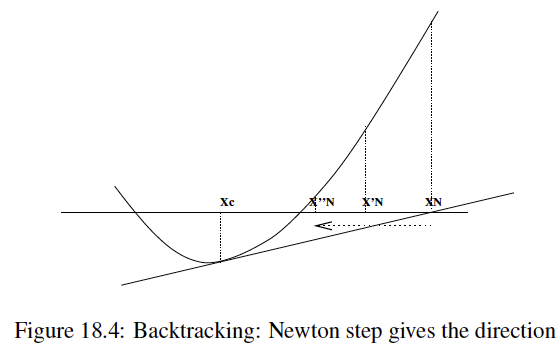 Xc X''N X'N XN
Figure 18.4: Backtracking: Newton step gives the direction